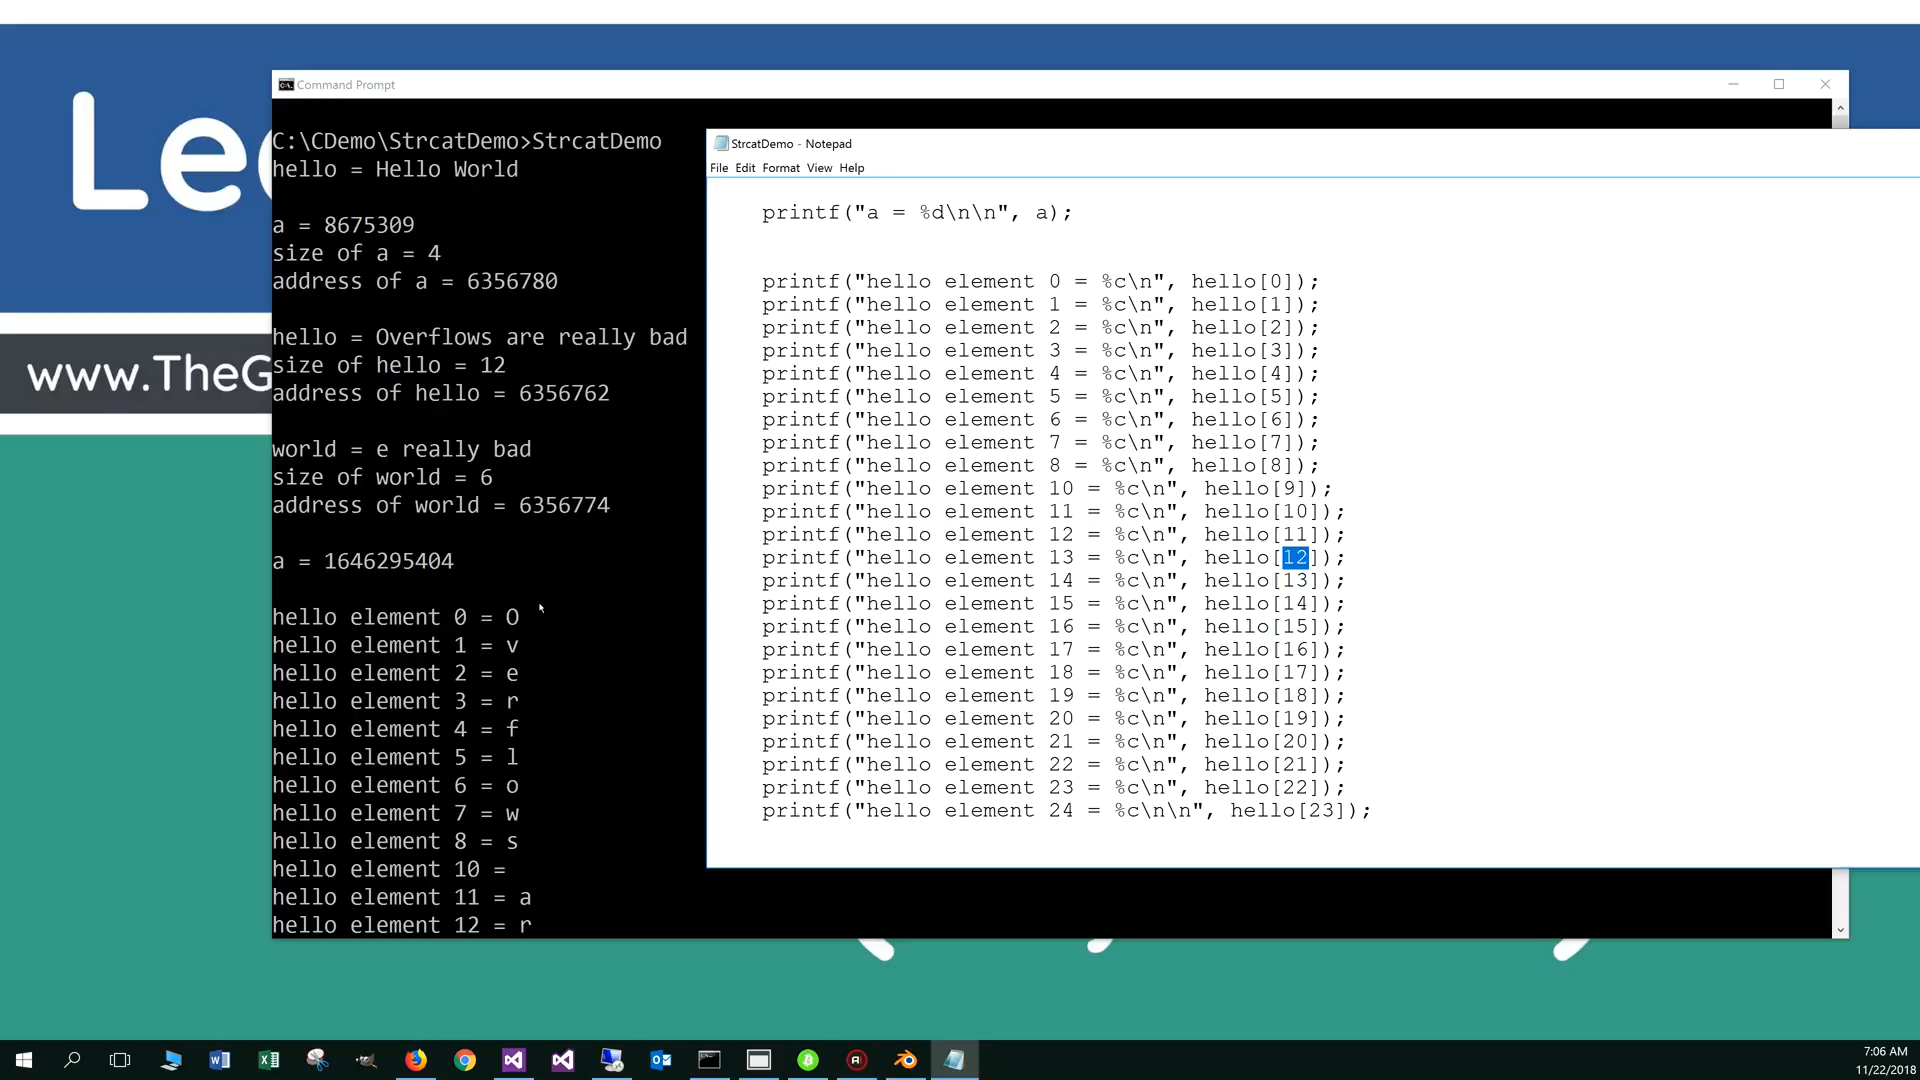 Le
www.TheG
Command Prompt
C:\CDemo\StrcatDemo>StrcatDemo
hello = Hello World
a = 8675309
size of a = 4
address of a = 6356780
hello = Overflows are really bad
size of hello = 12
address of hello = 6356762
world = e really bad
size of world = 6
address of world = 6356774
a = 1646295404
hello element 0 = O
hello element 1 = v
hello element 2 = e
hello element 3 = r
hello element 4 = f
hello element 5 = l
hello element 6 = o
hello element 7 = w
hello element 8 = s
hello element 10 =
hello element 11 = a
hello element 12 = r
StrcatDemo - Notepad
File Edit Format View Help
printf("a = %d\n\n", a);
printf("hello element 0 = %c\n", hello[0]);
printf("hello element 1 = %c\n", hello[1]);
printf("hello element 2 = %c\n", hello[2]);
printf("hello element 3 = %c\n", hello[3]);
printf("hello element 4 = %c\n", hello[4]);
printf("hello element 5 = %c\n", hello[5]);
printf("hello element 6 = %c\n", hello[6]);
printf("hello element 7 = %c\n", hello[7]);
printf("hello element 8 = %c\n", hello[8]);
printf("hello element 10 = %c\n", hello[9]);
printf("hello element 11 = %c\n", hello[10]);
printf("hello element 12 = %c\n", hello[11]);
printf("hello element 13 = %c\n", hello[12]);
printf("hello element 14 = %c\n", hello[13]);
printf("hello element 15 = %c\n", hello[14]);
printf("hello element 16 = %c\n", hello[15]);
printf("hello element 17 = %c\n", hello[16]);
printf("hello element 18 = %c\n", hello[17]);
printf("hello element 19 = %c\n", hello[18]);
printf("hello element 20 = %c\n", hello[19]);
printf("hello element 21 = %c\n", hello[20]);
printf("hello element 22 = %c\n", hello[21]);
printf("hello element 23 = %c\n", hello[22]);
printf("hello element 24 = %c\n\n", hello[23]);
7:06 AM
11/22/2018